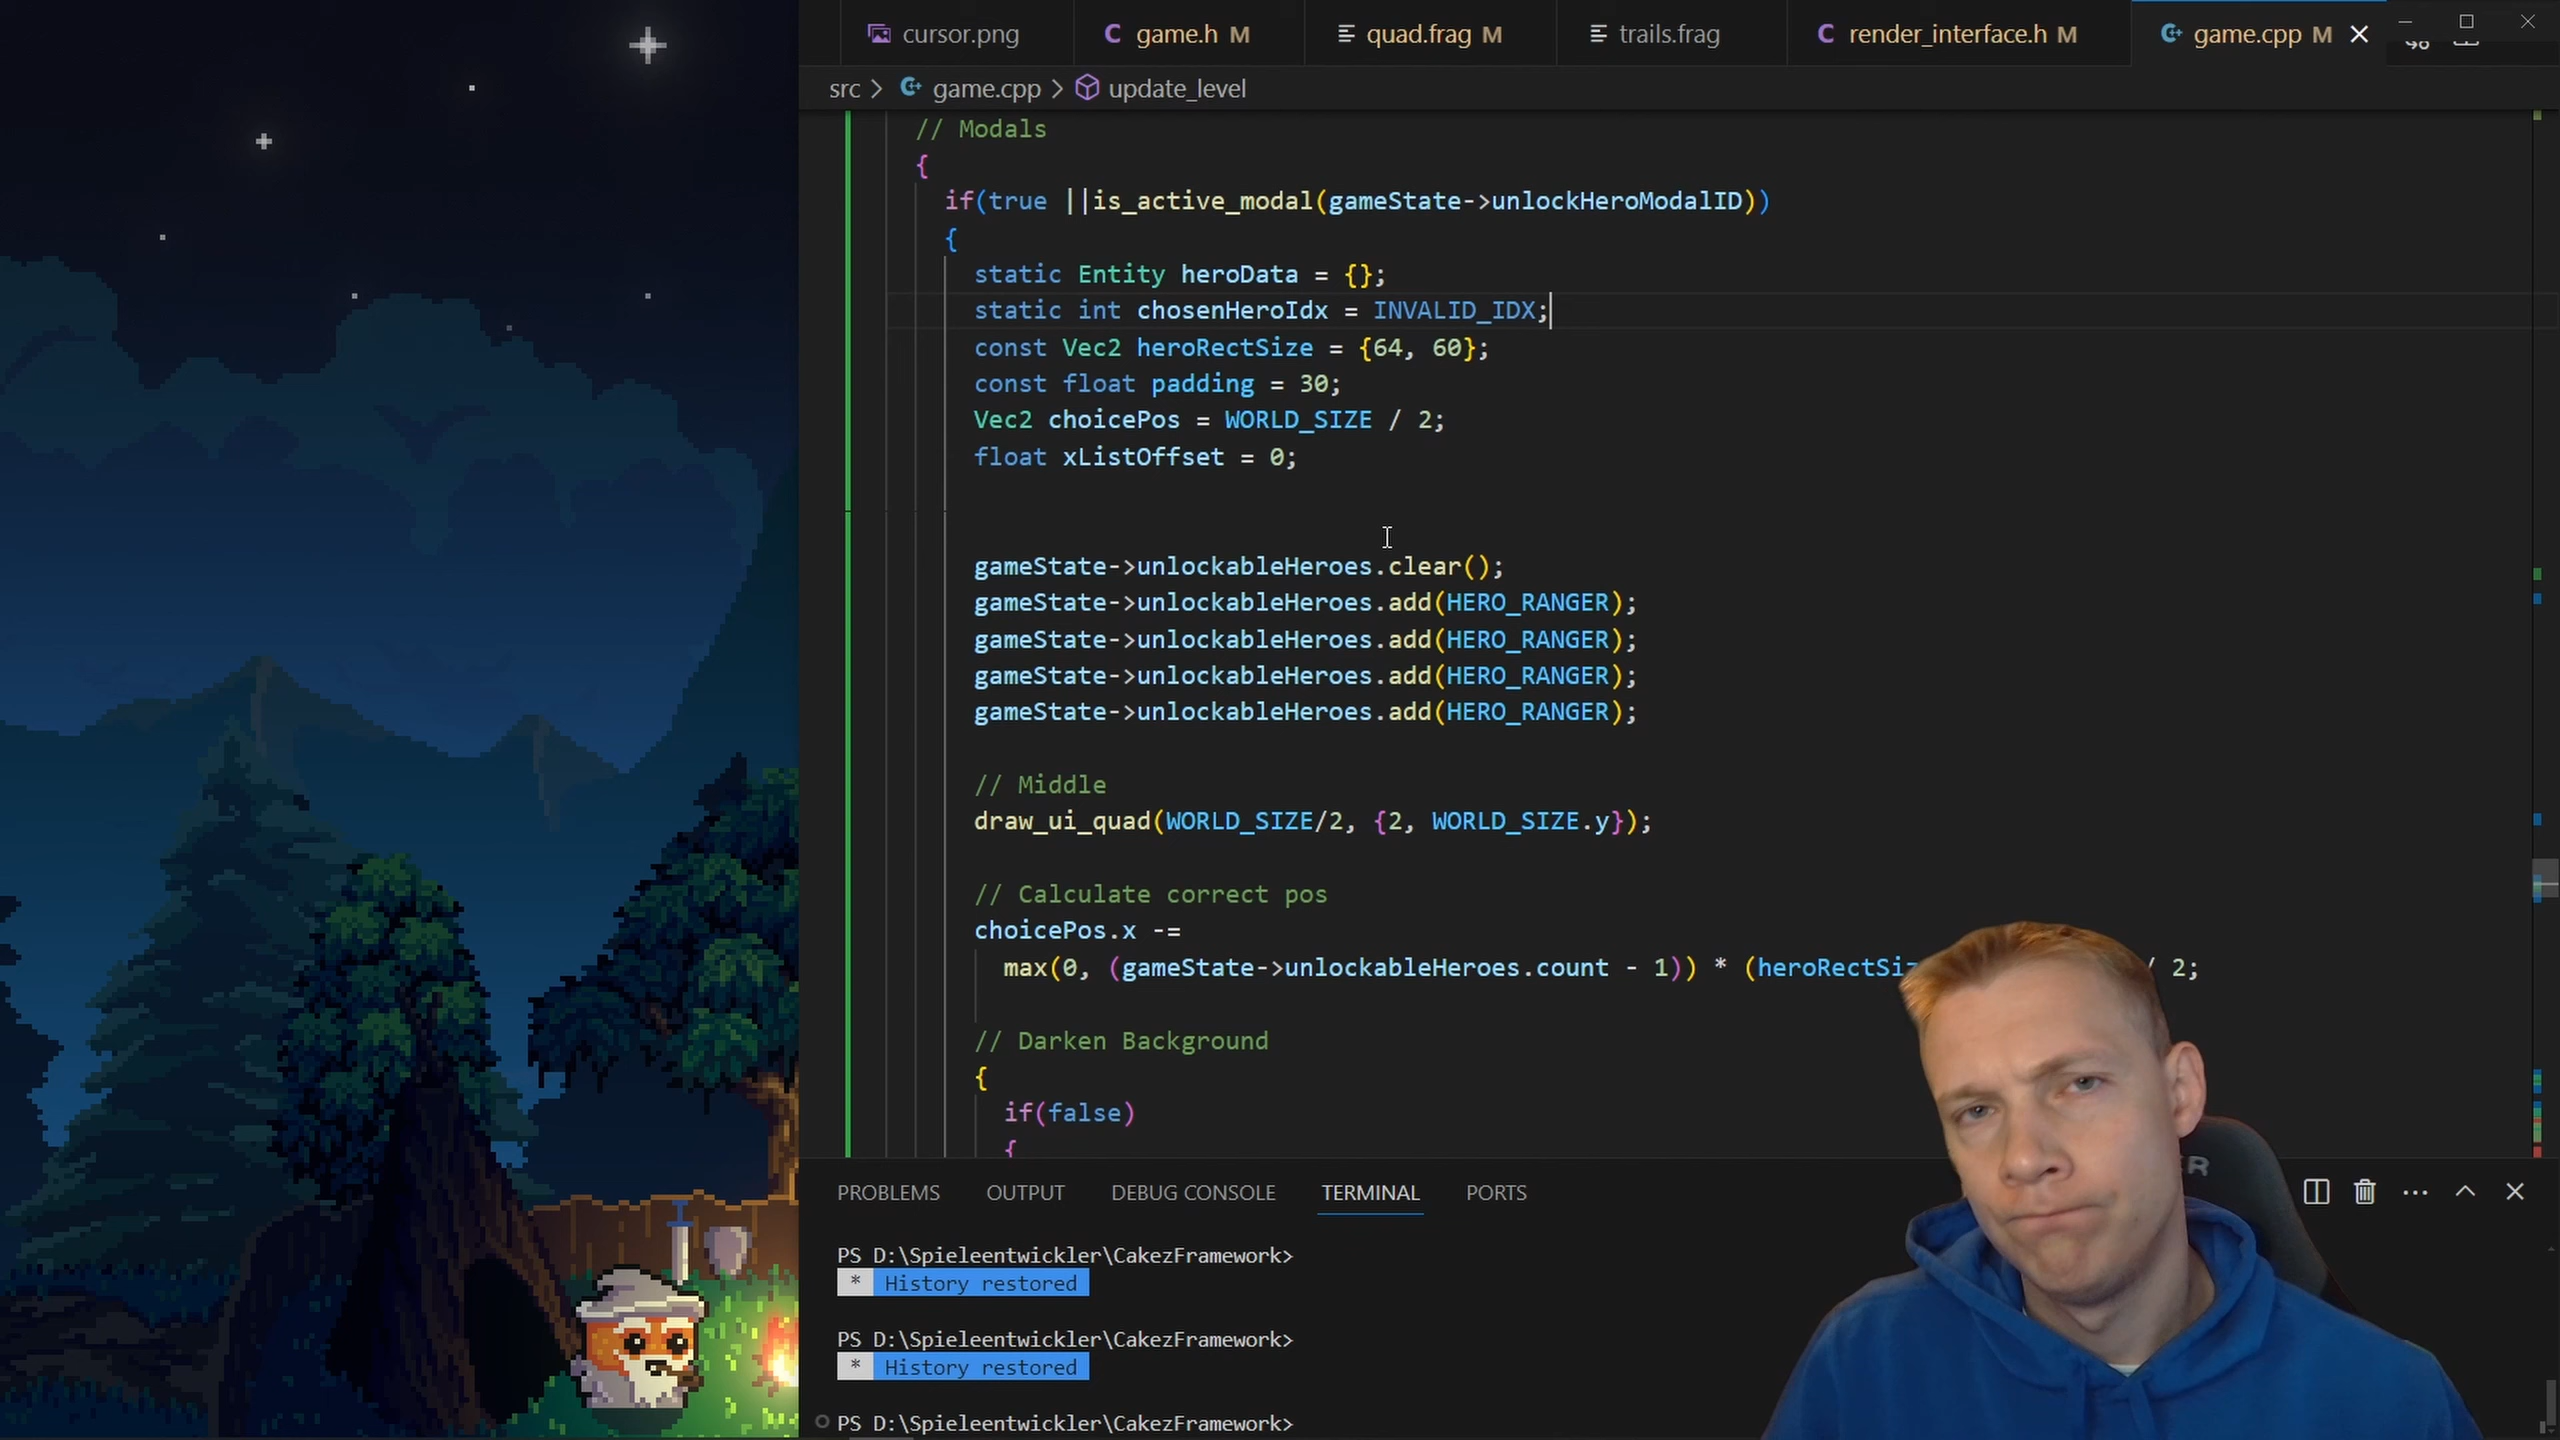 cursor.png
game.h M
quad.frag M
trails.frag
render_interface.h M
game.cpp M
src > game.cpp > update_level
// Modals
{
if(true ||is_active_modal(gameState->unlockHeroModalID))
{
static Entity heroData = {};
static int chosenHeroIdx = INVALID_IDX;
const Vec2 heroRectSize = {64, 60};
const float padding = 30;
Vec2 choicePos = WORLD_SIZE / 2;
float xListOffset = 0;
gameState->unlockableHeroes.clear();
gameState->unlockableHeroes.add(HERO_RANGER);
gameState->unlockableHeroes.add(HERO_RANGER);
gameState->unlockableHeroes.add(HERO_RANGER);
gameState->unlockableHeroes.add(HERO_RANGER);
// Middle
draw_ui_quad(WORLD_SIZE/2, {2, WORLD_SIZE.y});
// Calculate correct pos
choicePos.x -=
max(0, (gameState->unlockableHeroes.count - 1)) * ( / 2;
// Darken Background
{
if(false)
{
PROBLEMS OUTPUT DEBUG CONSOLE TERMINAL PORTS
PS D:\Spieleentwickler\CakezFramework>
* History restored
PS D:\Spieleentwickler\CakezFramework>
* History restored
PS D:\Spieleentwickler\CakezFramework>